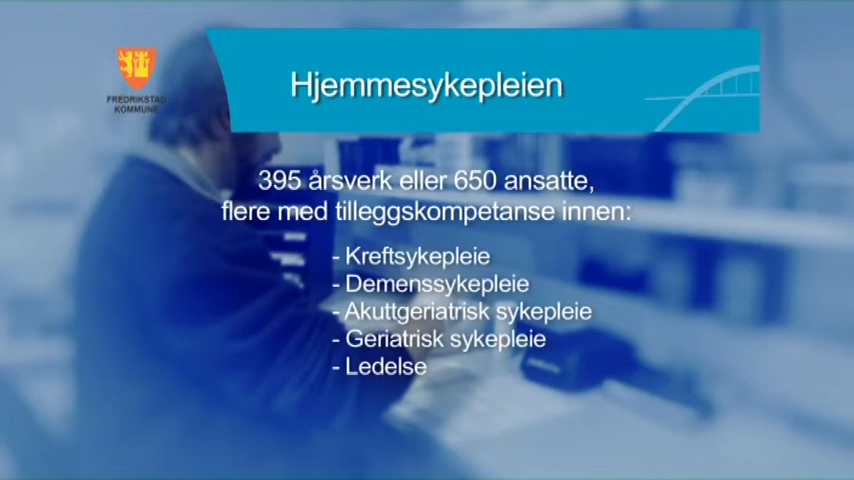 FREDRIKSTAD
KOMMUNE
Hjemmesykepleien
395 årsverk eller 650 ansatte,
flere med tilleggskompetanse innen:
- Kreftsykepleie
- Demenssykepleie
- Akuttgeriatrisk sykepleie
- Geriatrisk sykepleie
- Ledelse